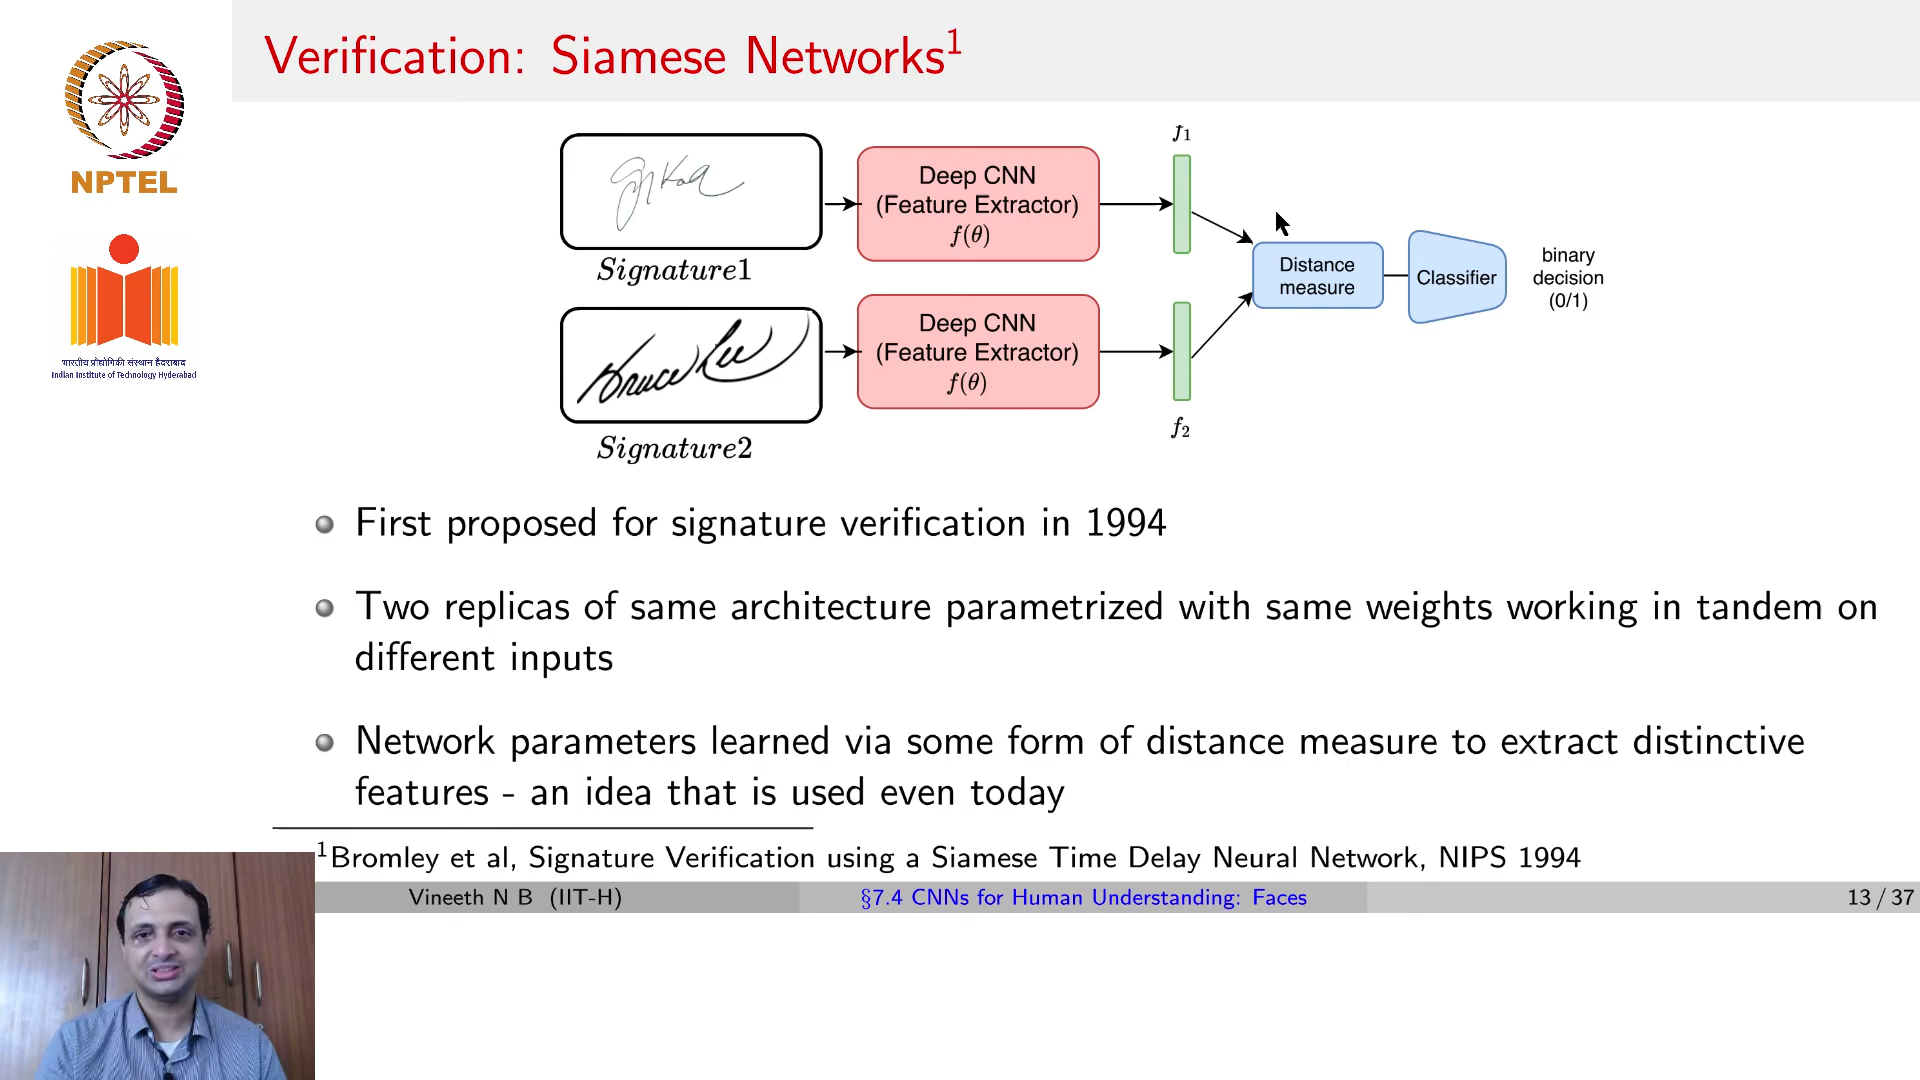 Verification: Siamese Networks1
NPTEL
भारतीय प्रौद्योगिकी संस्थान हैदराबाद
Indian Institute of Technology Hyderabad
Signature1
Deep CNN
(Feature Extractor)
f(θ)
f1
Bruce Lee
Signature2
Deep CNN
(Feature Extractor)
f(θ)
f2
Distance
measure
Classifier
binary
decision
(0/1)
First proposed for signature verification in 1994
Two replicas of same architecture parametrized with same weights working in tandem on
different inputs
Network parameters learned via some form of distance measure to extract distinctive
features - an idea that is used even today
1Bromley et al, Signature Verification using a Siamese Time Delay Neural Network, NIPS 1994
Vineeth N B (IIT-H)
§7.4 CNNs for Human Understanding: Faces
13 / 37